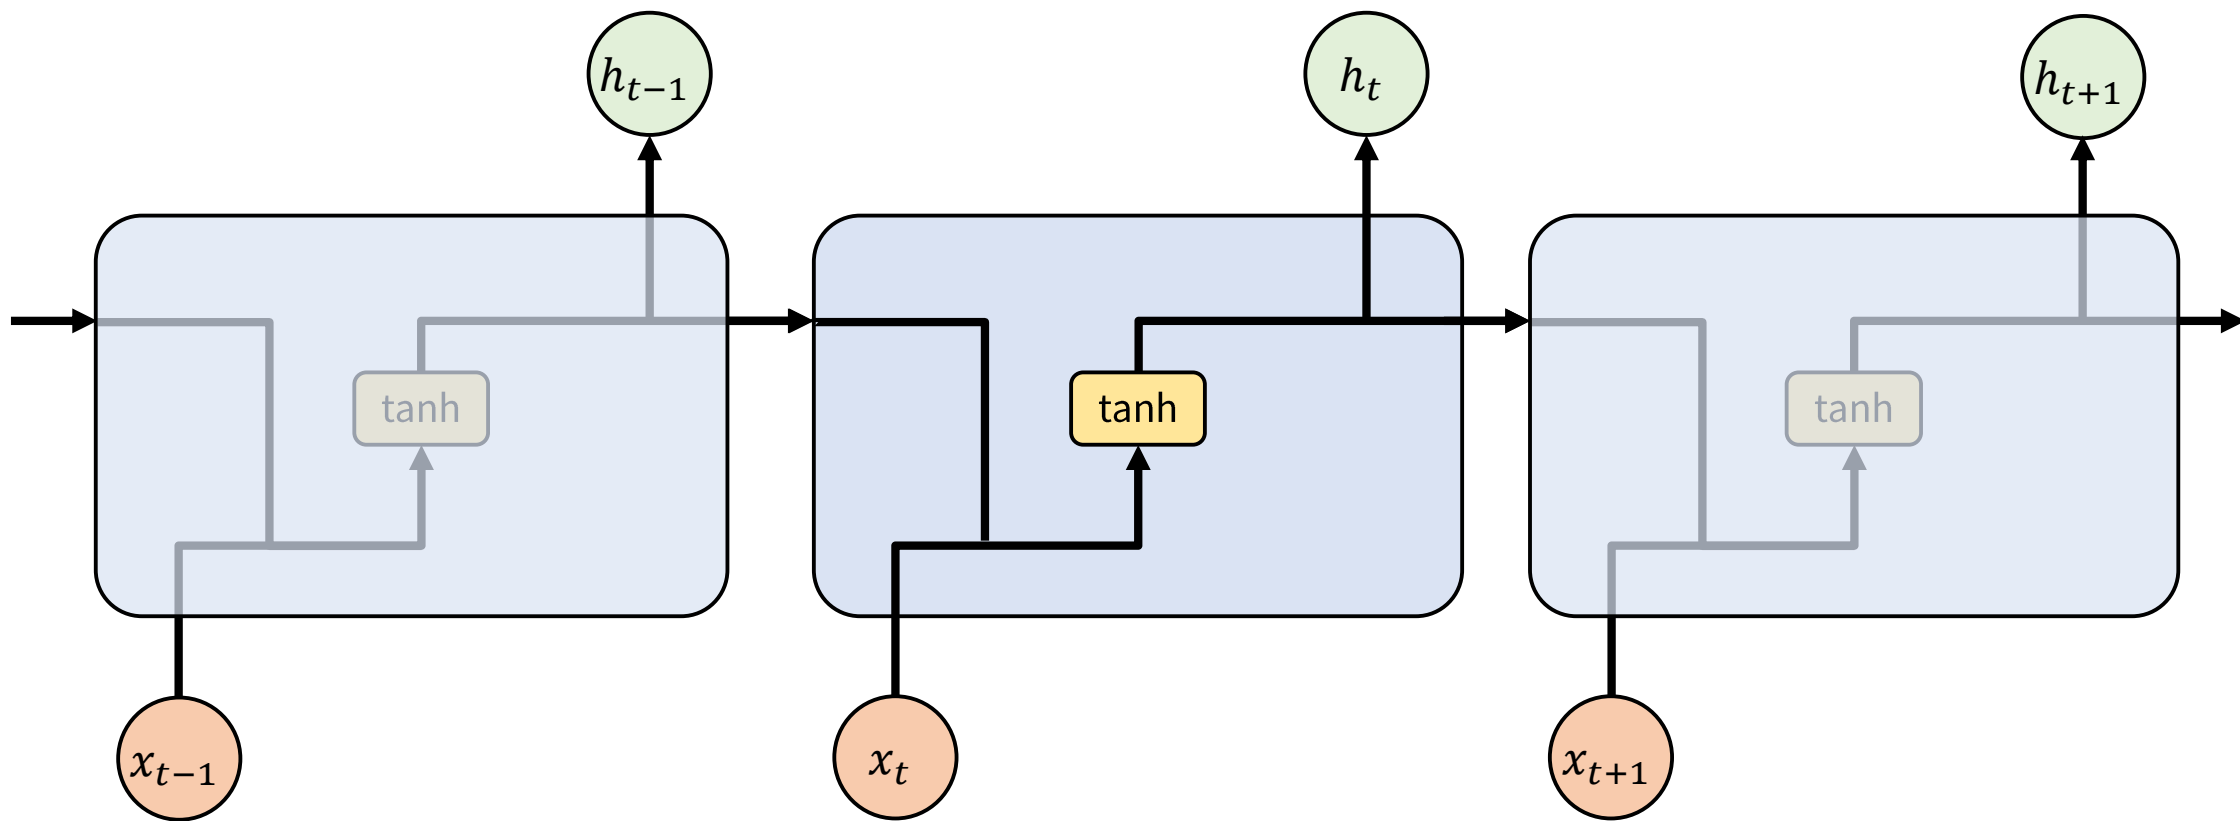 h_{t−1}
h_t
h_{t+1}
tanh
tanh
tanh
x_{t−1}
x_t
x_{t+1}